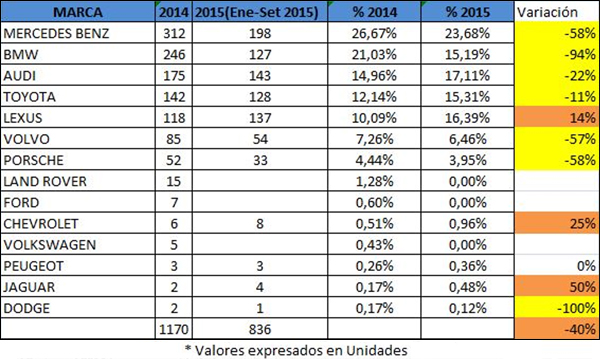 MARCA 2014 2015(Ene-Set 2015) % 2014 % 2015 Variación
MERCEDES BENZ 312 198 26,67% 23,68% -58%
BMW 246 127 21,03% 15,19% -94%
AUDI 175 143 14,96% 17,11% -22%
TOYOTA 142 128 12,14% 15,31% -11%
LEXUS 118 137 10,09% 16,39% 14%
VOLVO 85 54 7,26% 6,46% -57%
PORSCHE 52 33 4,44% 3,95% -58%
LAND ROVER 15 1,28% 0,00%
FORD 7 0,60% 0,00%
CHEVROLET 6 8 0,51% 0,96% 25%
VOLKSWAGEN 5 0,43% 0,00%
PEUGEOT 3 3 0,26% 0,36% 0%
JAGUAR 2 4 0,17% 0,48% 50%
DODGE 2 1 0,17% 0,12% -100%
1170 836 -40%
* Valores expresados en Unidades